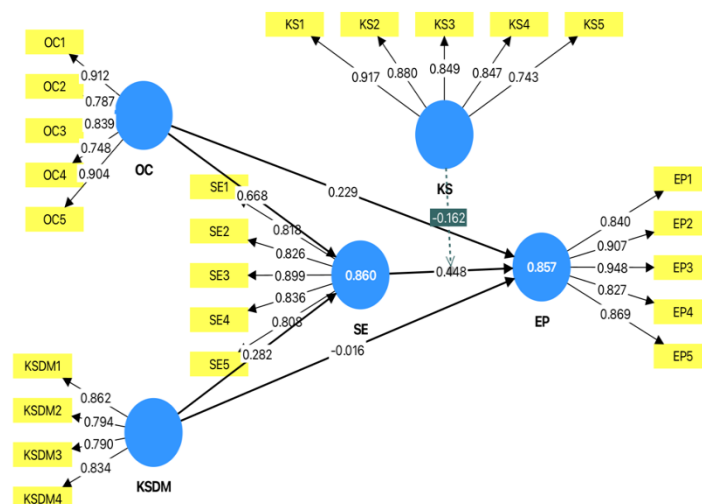 KS1 KS2 KS3 KS4 KS5
0.917 0.880 0.849 0.847 0.743
KS
OC1
OC2
OC3
OC4
OC5
0.912
0.787
0.839
0.748
0.904
OC
0.668
0.229
-0.162
SE1
SE2
SE3
SE4
SE5
0.818
0.826
0.899
0.836
0.808
0.860
SE
0.448
0.282
-0.016
0.857
EP
EP1
EP2
EP3
EP4
EP5
0.840
0.907
0.948
0.827
0.869
KSDM1
KSDM2
KSDM3
KSDM4
0.862
0.794
0.790
0.834
KSDM